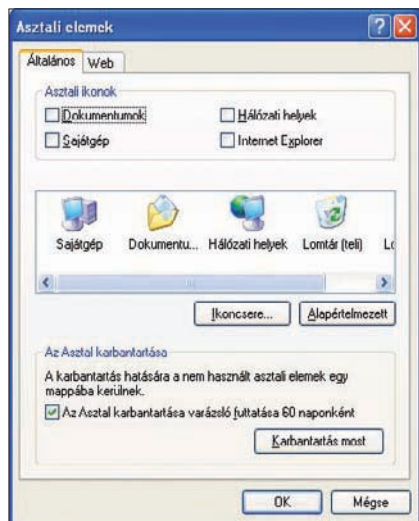 Asztali elemek
Általános Web
Asztali ikonok
Dokumentumok Hálózati helyek
Sajátgép Internet Explorer
Sajátgép Dokumentu... Hálózati helyek Lomtár (teli)
Ikoncsere... Alapértelmezett
Az Asztal karbantartása
A karbantartás hatására a nem használt asztali elemek egy
mappába kerülnek.
Az Asztal karbantartása varázsló futtatása 60 naponként
Karbantartás most
OK Mégse